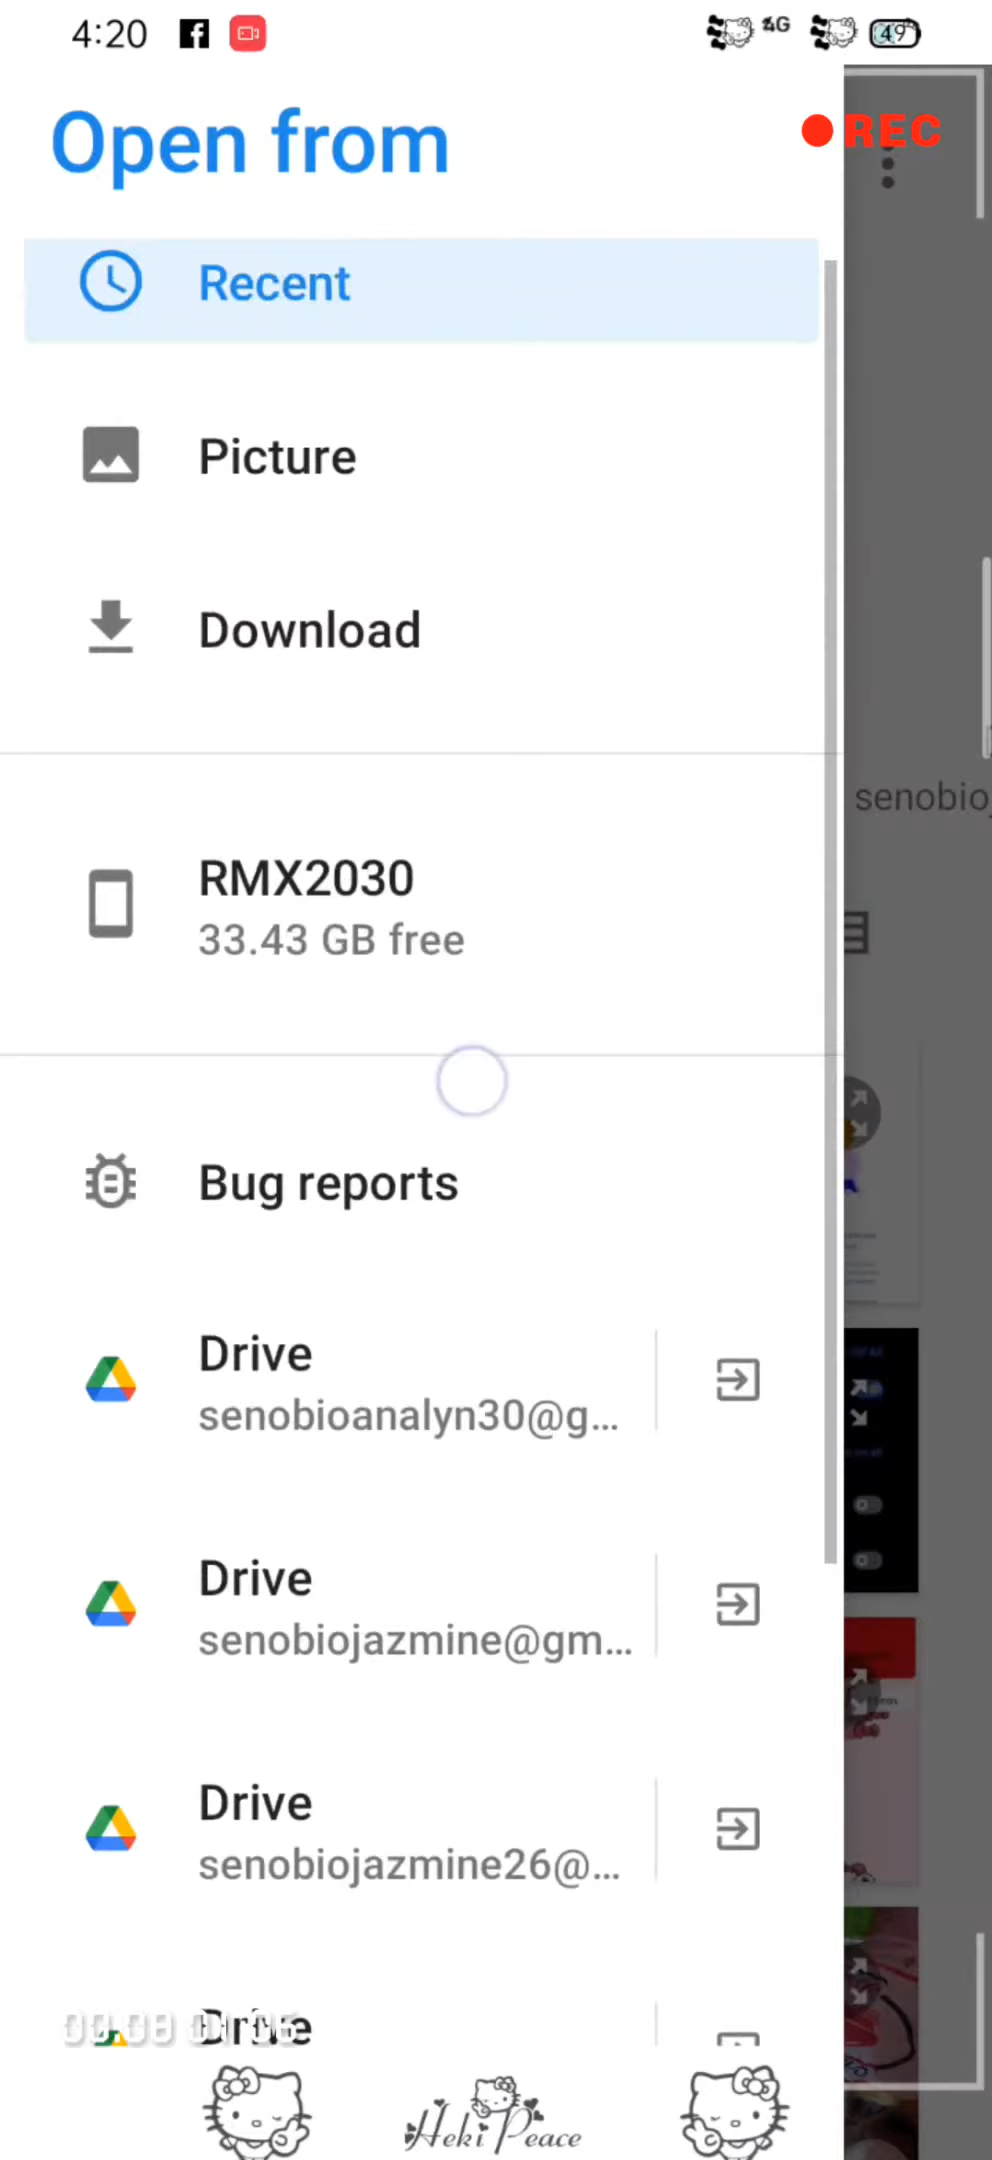 4:20
4G
49
Open from
REC
Recent
Picture
Download
RMX2030
33.43 GB free
senobio
Bug reports
Drive
senobioanalyn30@g...
Drive
senobiojazmine@gm...
Drive
senobiojazmine26@...
Drive
Heki Peace